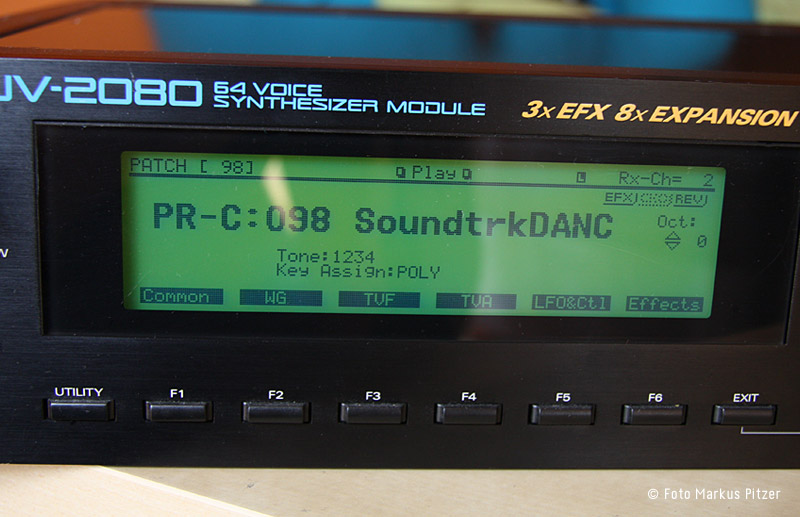 JV-2080 64 VOICE
SYNTHESIZER MODULE
3x EFX 8x EXPANSION
PATCH [ 98] Play L Rx-Ch= 2
EFX REV
PR-C:098 SoundtrkDANC Oct:
0
Tone:1234
Key Assign:POLY
Common WG TVF TVA LFO&Ctl Effects
UTILITY F1 F2 F3 F4 F5 F6 EXIT
© Foto Markus Pitzer